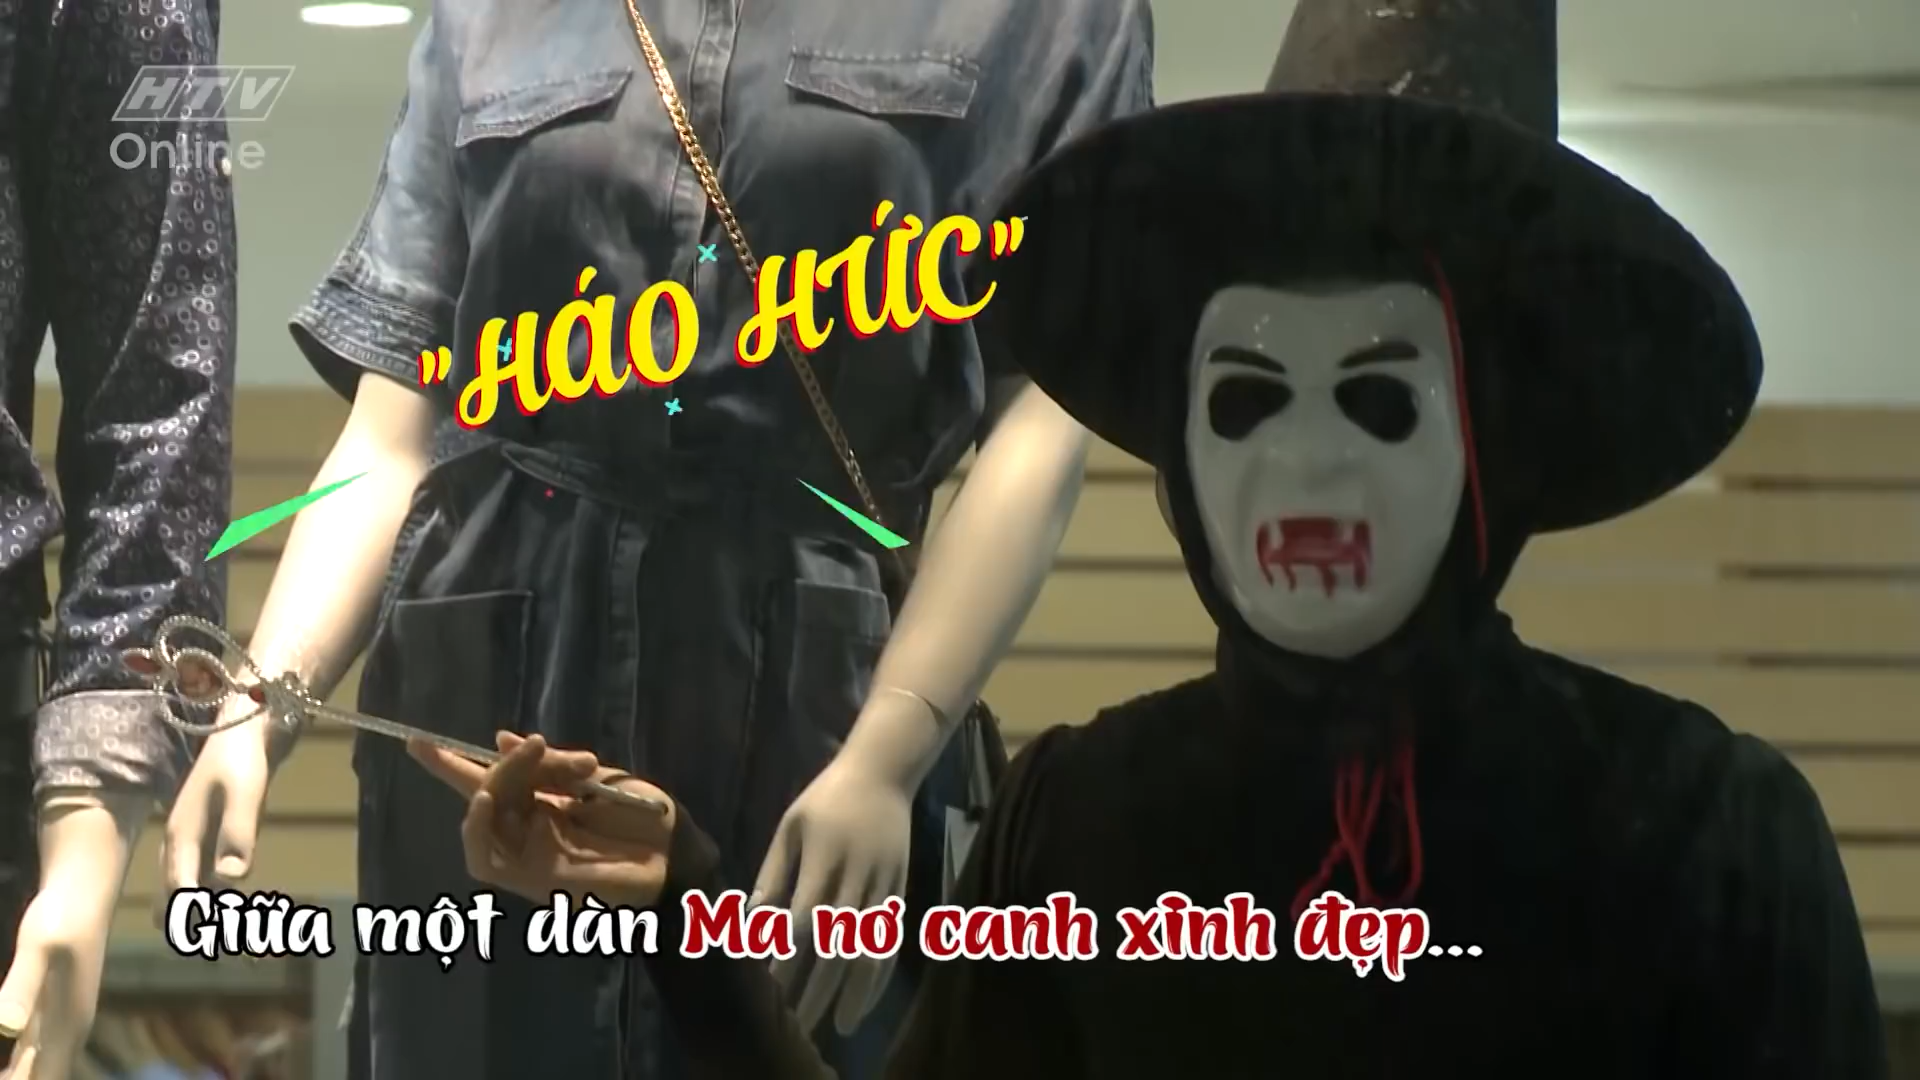 HTV
Online
"HÁO HỨC"
Giữa một dàn Ma nơ canh xinh đẹp...